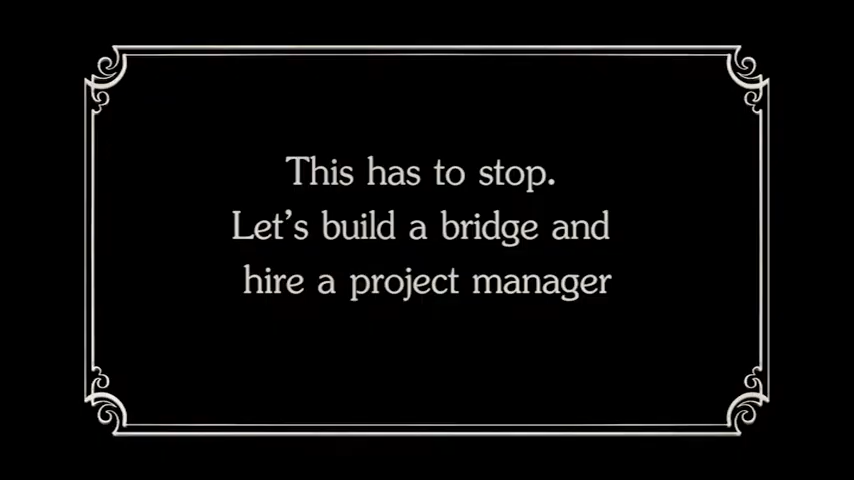 This has to stop.
Let’s build a bridge and
hire a project manager